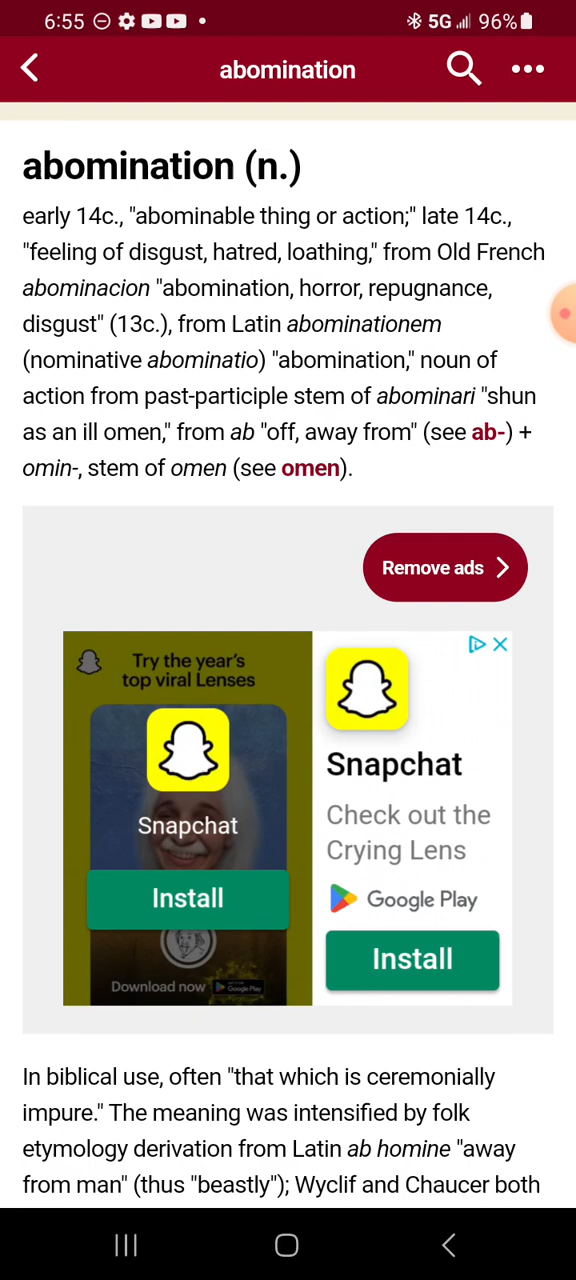 6:55
5G
96%
abomination
abomination (n.)
early 14c., "abominable thing or action;" late 14c.,
"feeling of disgust, hatred, loathing," from Old French
abominacion "abomination, horror, repugnance,
disgust" (13c.), from Latin abominationem
(nominative abominatio) "abomination," noun of
action from past-participle stem of abominari "shun
as an ill omen," from ab "off, away from" (see ab-) +
omin-, stem of omen (see omen).
Remove ads
Try the year's
top viral Lenses
Snapchat
Install
Download now
Google Play
Snapchat
Check out the
Crying Lens
Google Play
Install
In biblical use, often "that which is ceremonially
impure." The meaning was intensified by folk
etymology derivation from Latin ab homine "away
from man" (thus "beastly"); Wyclif and Chaucer both